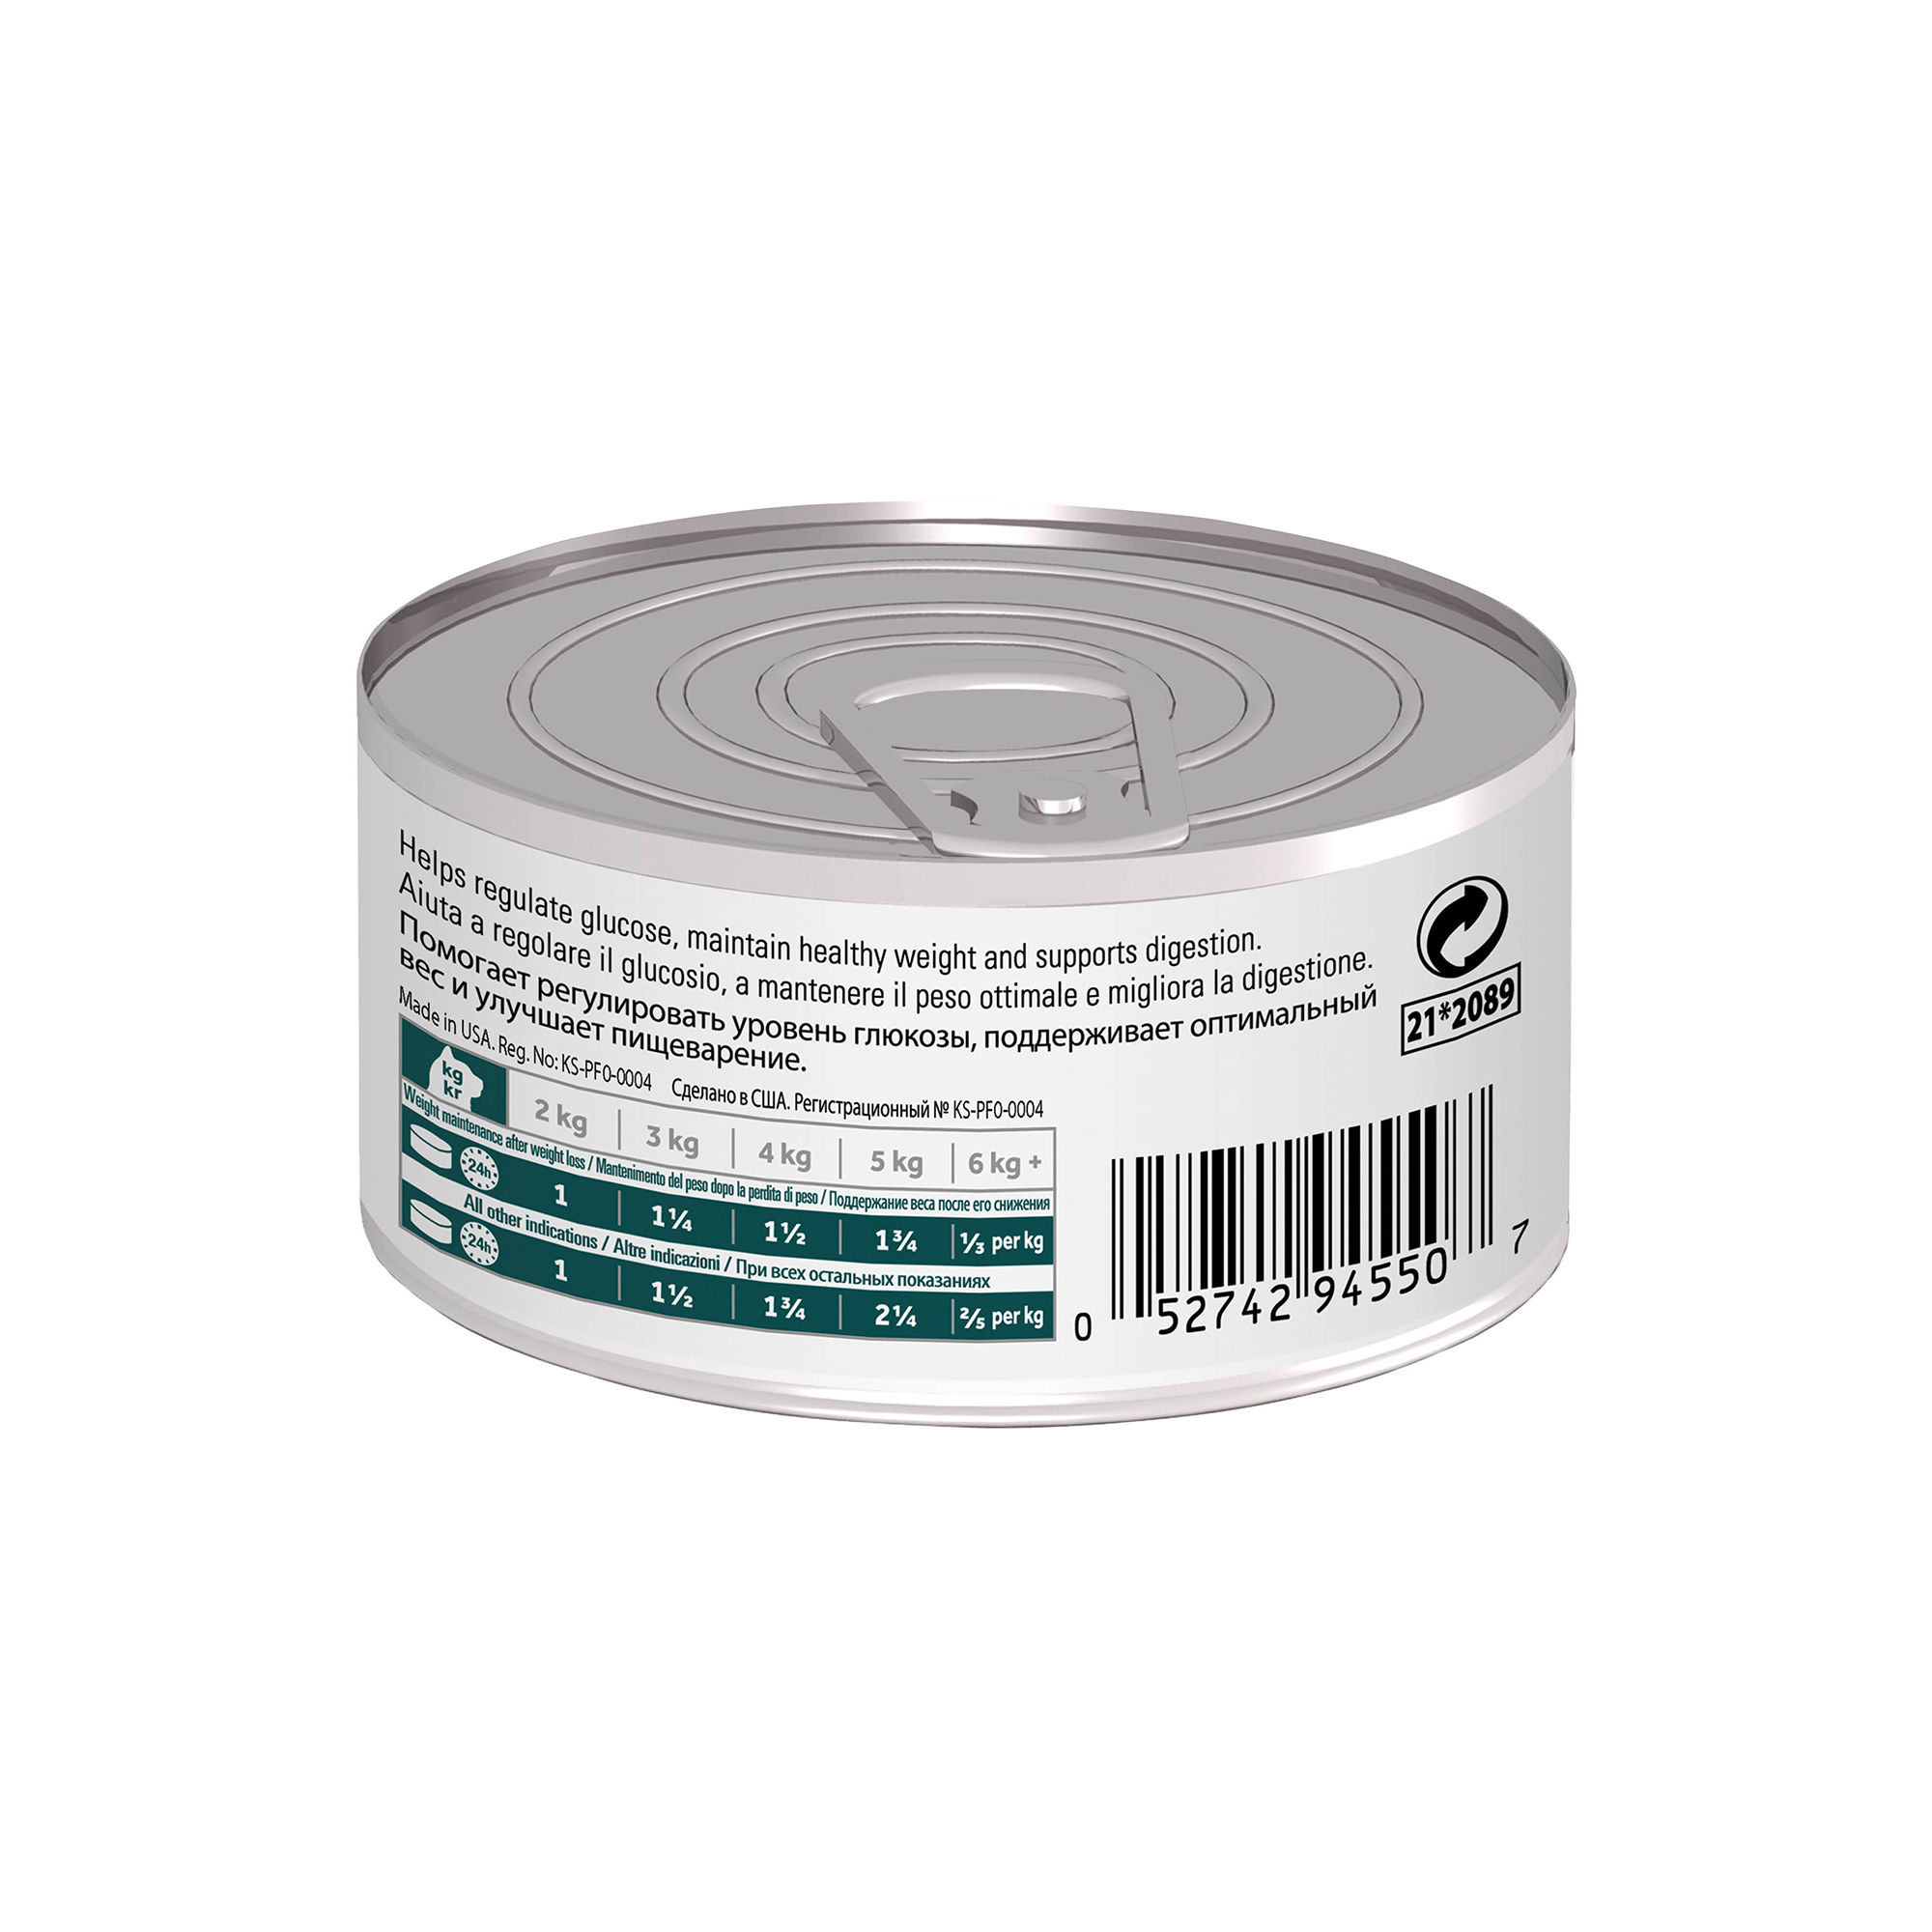 Helps regulate glucose, maintain healthy weight and supports digestion.
Aiuta a regolare il glucosio, a mantenere il peso ottimale e migliora la digestione.
Помогает регулировать уровень глюкозы, поддерживает оптимальный
вес и улучшает пищеварение.
Made in USA. Reg. No: KS-PF0-0004 Сделано в США. Регистрационный № KS-PF0-0004
21*2089
kg
kr
2 kg 3 kg 4 kg 5 kg 6 kg +
Weight maintenance after weight loss / Mantenimento del peso dopo la perdita di peso / Поддержание веса после его снижения
24h 1 1¼ 1½ 1¾ ⅓ per kg
All other indications / Altre indicazioni / При всех остальных показаниях
24h 1 1½ 1¾ 2¼ ⅖ per kg
0 52742 94550 7